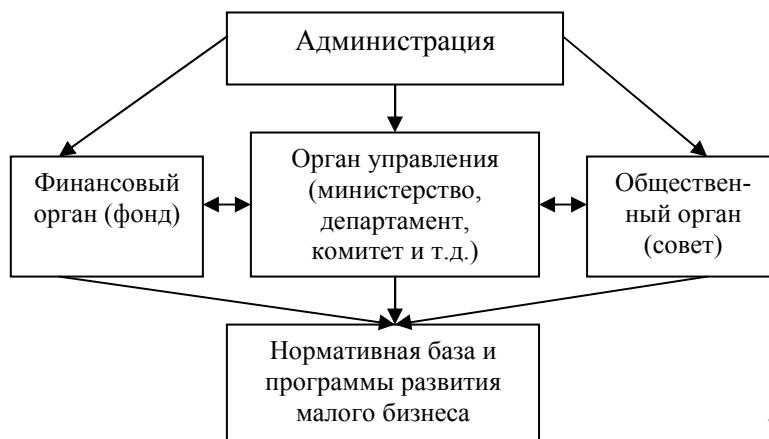 Администрация
Финансовый
орган (фонд)
Орган управления
(министерство,
департамент,
комитет и т.д.)
Обществен-
ный орган
(совет)
Нормативная база и
программы развития
малого бизнеса